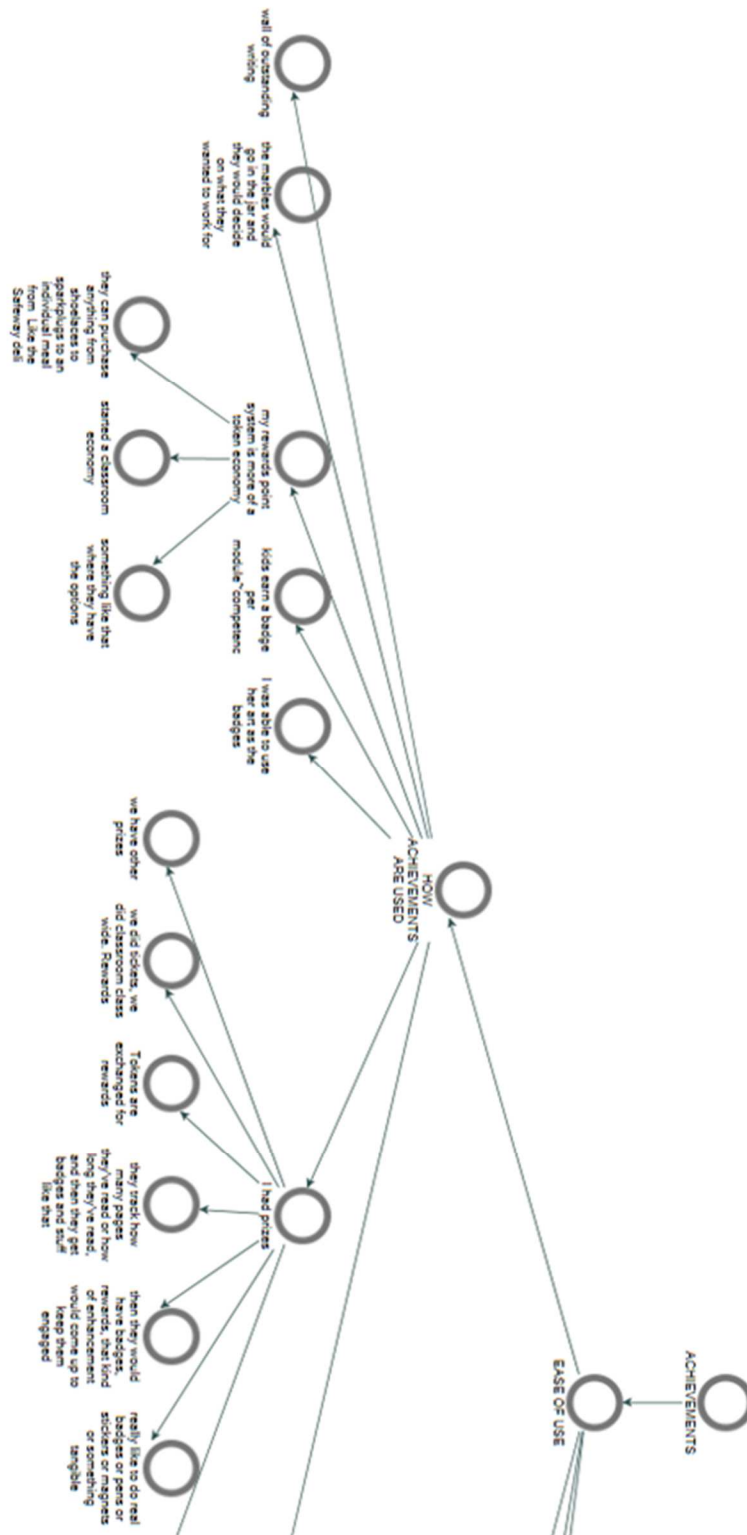 ACHIEVEMENTS
EASE OF USE
HOW
ACHIEVEMENTS
ARE USED
wall of outstanding
writing
the marbles would
go in the jar and
they would decide
on what they
wanted to work for
my rewards point
system is more of a
token economy
kids earn a badge
per
module~competenc
I was able to use
her art as the
badges
I had prizes
they can purchase
anything from
shoelaces to
sparkplugs to an
individual meal
from Like the
Safeway deli
started a classroom
economy
something like that
where they have
the options
we have other
prizes
we did tickets, we
did classroom class
wide. Rewards
Tokens are
exchanged for
rewards
they track how
many pages
they've read or how
long they've read,
and then they get
badges and stuff
like that
then they would
have badges,
rewards, that kind
of enhancement
would come up to
keep them
engaged
really like to do real
badges or pens or
stickers or magnets
or something
tangible